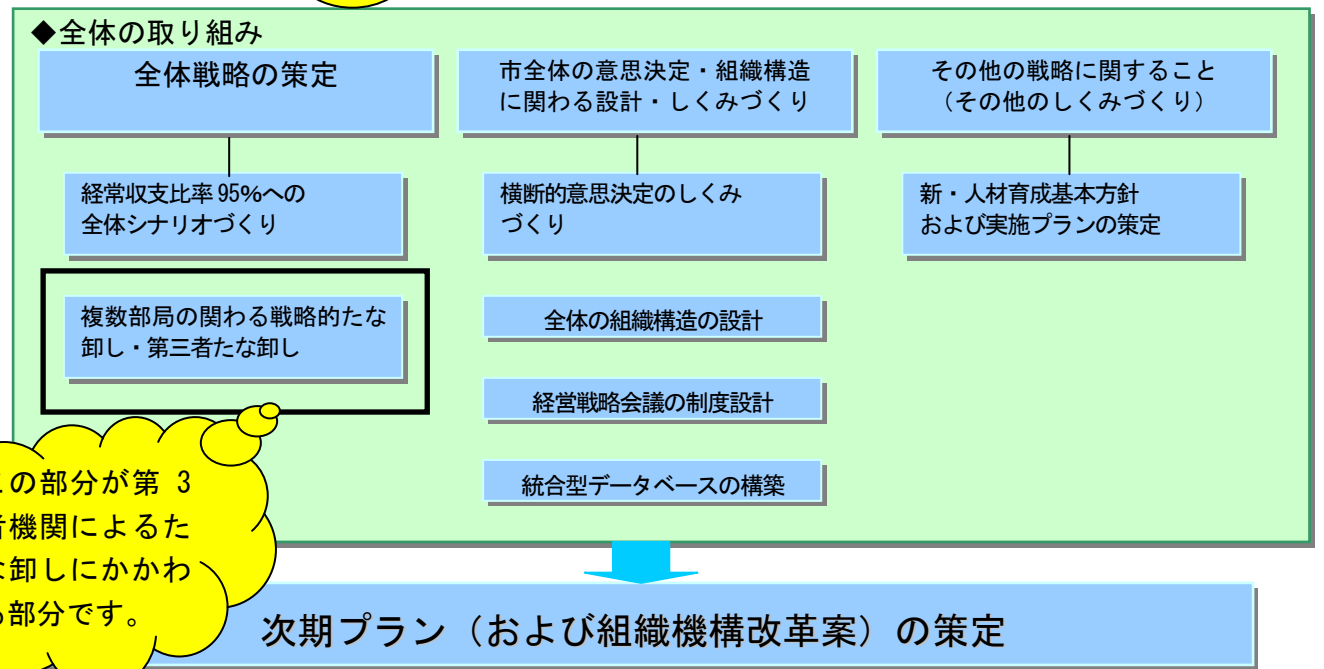 ◆全体の取り組み
全体戦略の策定
経常収支比率95%への
全体シナリオづくり
複数部局の関わる戦略的たな
卸し・第三者たな卸し
市全体の意思決定・組織構造
に関わる設計・しくみづくり
横断的意思決定のしくみ
づくり
全体の組織構造の設計
経営戦略会議の制度設計
統合型データベースの構築
その他の戦略に関すること
（その他のしくみづくり）
新・人材育成基本方針
および実施プランの策定
この部分が第 3
者機関によるた
な卸しにかかわ
る部分です。
次期プラン（および組織機構改革案）の策定